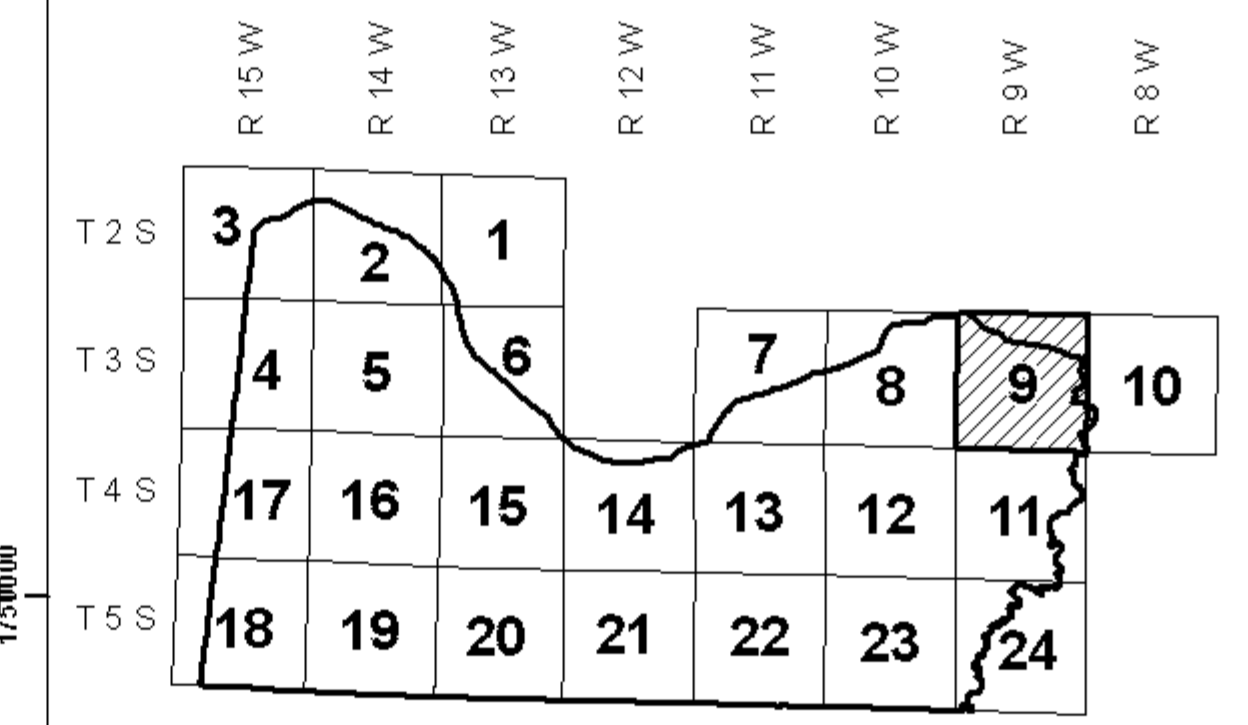 R 15 W R 14 W R 13 W R 12 W R 11 W R 10 W R 9 W R 8 W
T 2 S 3 2 1
T 3 S 4 5 6 7 8 9 10
T 4 S 17 16 15 14 13 12 11
T 5 S 18 19 20 21 22 23 24
1750000